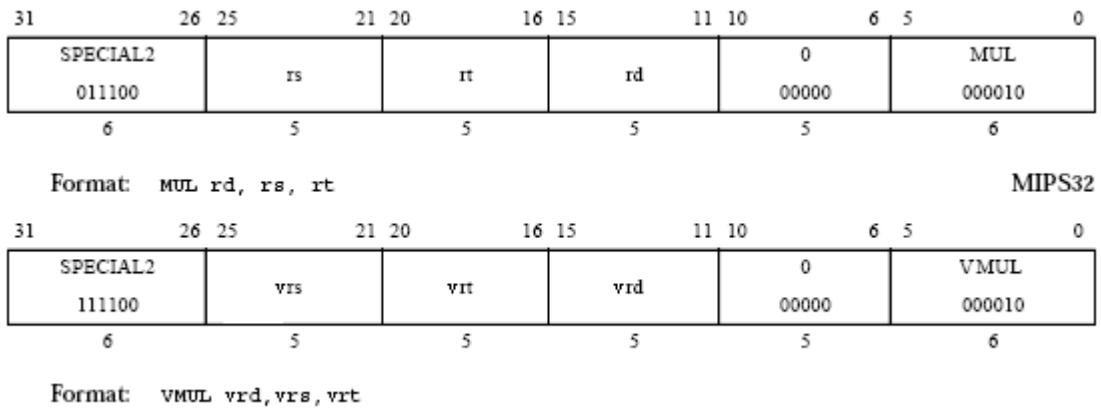 31 26 25 21 20 16 15 11 10 6 5 0
SPECIAL2 rs rt rd 0 MUL
011100 00000 000010
6 5 5 5 5 6
Format: MUL rd, rs, rt MIPS32
31 26 25 21 20 16 15 11 10 6 5 0
SPECIAL2 vrs vrt vrd 0 VMUL
111100 00000 000010
6 5 5 5 5 6
Format: VMUL vrd,vrs,vrt